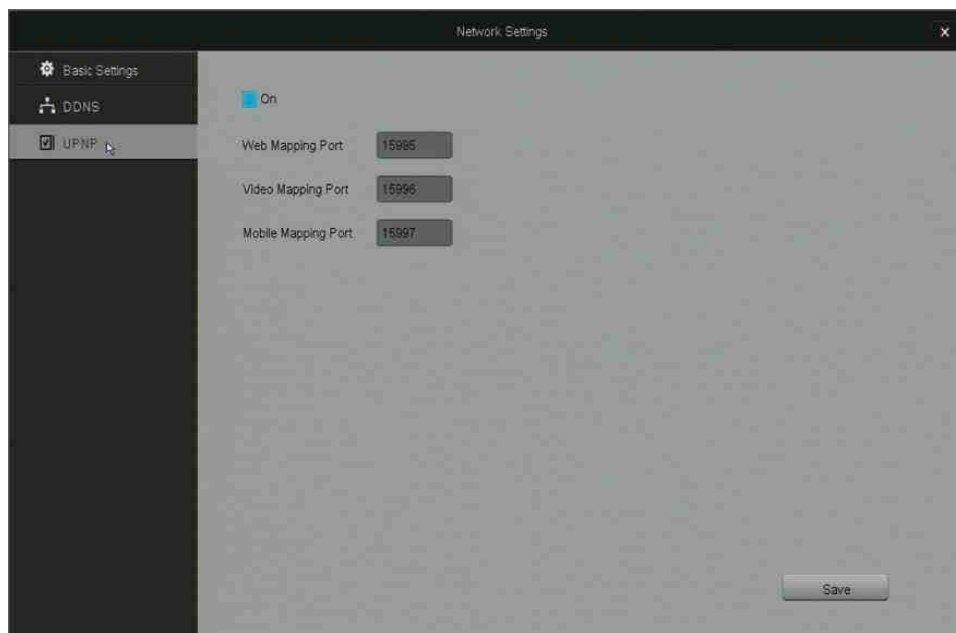 Network Settings
Basic Settings
DDNS
UPNP
On
Web Mapping Port 15995
Video Mapping Port 15996
Mobile Mapping Port 15997
Save